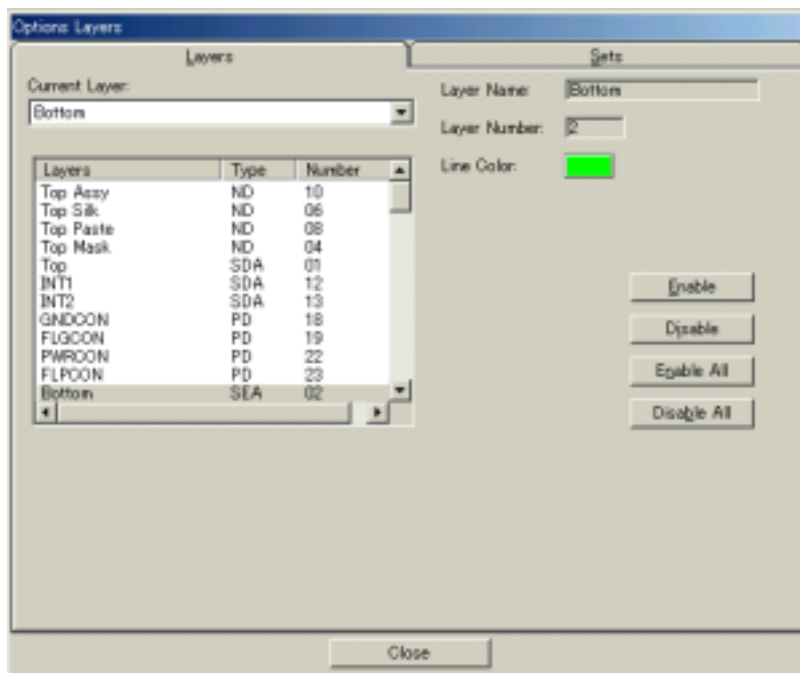 Options Layers
Layers
Sets
Current Layer:
Bottom
Layers Type Number
Top Assy ND 10
Top Silk ND 06
Top Paste ND 08
Top Mask ND 04
Top SDA 01
INT1 SDA 12
INT2 SDA 13
GNDCON PD 18
FLGCON PD 19
PWRCON PD 22
FLPCON PD 23
Bottom SEA 02
Layer Name: Bottom
Layer Number: 2
Line Color:
Enable
Disable
Enable All
Disable All
Close